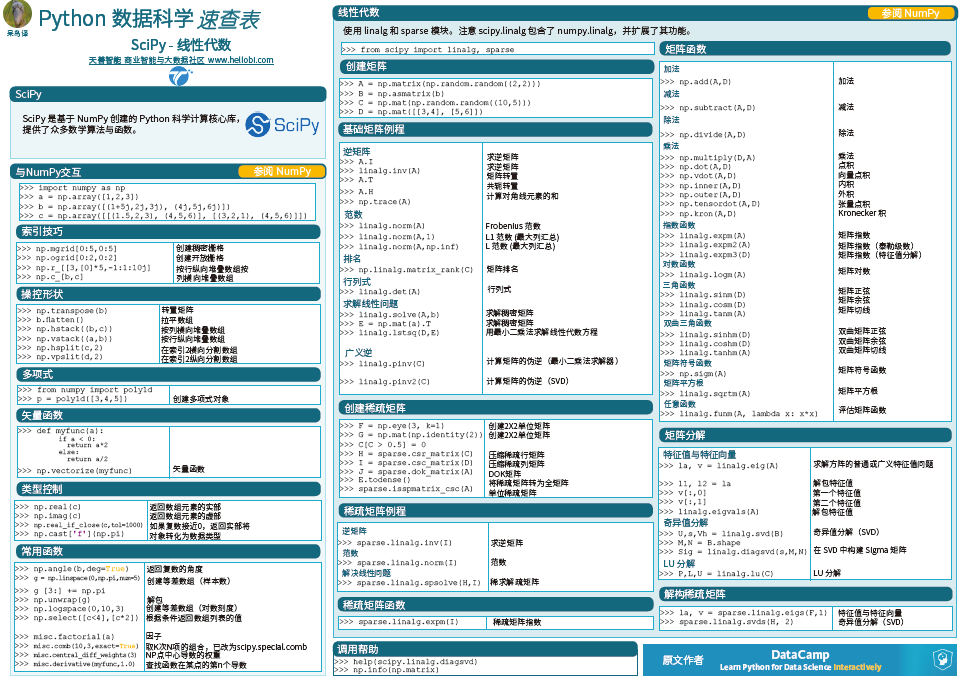 呆鸟 译
Python 数据科学 速查表
SciPy - 线性代数
天善智能 商业智能与大数据社区 www.hellobi.com
SciPy
SciPy 是基于 NumPy 创建的 Python 科学计算核心库，
提供了众多数学算法与函数。
SciPy
与NumPy交互
参阅 NumPy
>>> import numpy as np
>>> a = np.array([1,2,3])
>>> b = np.array([(1+5j,2j,3j), (4j,5j,6j)])
>>> c = np.array([[(1.5,2,3), (4,5,6)], [(3,2,1), (4,5,6)]])
索引技巧
>>> np.mgrid[0:5,0:5] 创建稠密栅格
>>> np.ogrid[0:2,0:2] 创建开放栅格
>>> np.r_[[3,[0]*5,-1:1:10j] 按行纵向堆叠数组按
>>> np.c_[b,c] 列横向堆叠数组
操控形状
>>> np.transpose(b) 转置矩阵
>>> b.flatten() 拉平数组
>>> np.hstack((b,c)) 按列横向堆叠数组
>>> np.vstack((a,b)) 按行纵向堆叠数组
>>> np.hsplit(c,2) 在索引2横向分割数组
>>> np.vpslit(d,2) 在索引2纵向分割数组
多项式
>>> from numpy import poly1d
>>> p = poly1d([3,4,5]) 创建多项式对象
矢量函数
>>> def myfunc(a):
if a < 0:
return a*2
else:
return a/2
>>> np.vectorize(myfunc) 矢量函数
类型控制
>>> np.real(c) 返回数组元素的实部
>>> np.imag(c) 返回数组元素的虚部
>>> np.real_if_close(c,tol=1000) 如果复数接近0，返回实部将
>>> np.cast['f'](np.pi) 对象转化为数据类型
常用函数
>>> np.angle(b,deg=True) 返回复数的角度
>>> g = np.linspace(0,np.pi,num=5) 创建等差数组（样本数）
>>> g [3:] += np.pi
>>> np.unwrap(g) 解包
>>> np.logspace(0,10,3) 创建等差数组（对数刻度）
>>> np.select([c<4],[c*2]) 根据条件返回数组列表的值
>>> misc.factorial(a) 因子
>>> misc.comb(10,3,exact=True) 取K次N项的组合，已改为scipy.special.comb
>>> misc.central_diff_weights(3) NP点中心导数的权重
>>> misc.derivative(myfunc,1.0) 查找函数在某点的第n个导数
线性代数
参阅 NumPy
使用 linalg 和 sparse 模块。注意 scipy.linalg 包含了 numpy.linalg，并扩展了其功能。
>>> from scipy import linalg, sparse
创建矩阵
>>> A = np.matrix(np.random.random((2,2)))
>>> B = np.asmatrix(b)
>>> C = np.mat(np.random.random((10,5)))
>>> D = np.mat([[3,4], [5,6]])
基础矩阵例程
逆矩阵
>>> A.I 求逆矩阵
>>> linalg.inv(A) 求逆矩阵
>>> A.T 矩阵转置
>>> A.H 共轭转置
>>> np.trace(A) 计算对角线元素的和
范数
>>> linalg.norm(A) Frobenius 范数
>>> linalg.norm(A,1) L1 范数 (最大列汇总)
>>> linalg.norm(A,np.inf) L 范数 (最大列汇总)
排名
>>> np.linalg.matrix_rank(C) 矩阵排名
行列式
>>> linalg.det(A) 行列式
求解线性问题
>>> linalg.solve(A,b) 求解稠密矩阵
>>> E = np.mat(a).T 求解稠密矩阵
>>> linalg.lstsq(D,E) 用最小二乘法求解线性代数方程
广义逆
>>> linalg.pinv(C) 计算矩阵的伪逆（最小二乘法求解器）
>>> linalg.pinv2(C) 计算矩阵的伪逆（SVD）
创建稀疏矩阵
>>> F = np.eye(3, k=1) 创建2X2单位矩阵
>>> G = np.mat(np.identity(2)) 创建2X2单位矩阵
>>> C[C > 0.5] = 0
>>> H = sparse.csr_matrix(C) 压缩稀疏行矩阵
>>> I = sparse.csc_matrix(D) 压缩稀疏列矩阵
>>> J = sparse.dok_matrix(A) DOK矩阵
>>> E.todense() 将稀疏矩阵转为全矩阵
>>> sparse.isspmatrix_csc(A) 单位稀疏矩阵
稀疏矩阵例程
逆矩阵
>>> sparse.linalg.inv(I) 求逆矩阵
范数
>>> sparse.linalg.norm(I) 范数
解决线性问题
>>> sparse.linalg.spsolve(H,I) 稀求解疏矩阵
稀疏矩阵函数
>>> sparse.linalg.expm(I) 稀疏矩阵指数
调用帮助
>>> help(scipy.linalg.diagsvd)
>>> np.info(np.matrix)
矩阵函数
加法
>>> np.add(A,D) 加法
减法
>>> np.subtract(A,D) 减法
除法
>>> np.divide(A,D) 除法
乘法
>>> np.multiply(D,A) 乘法
>>> np.dot(A,D) 点积
>>> np.vdot(A,D) 向量点积
>>> np.inner(A,D) 内积
>>> np.outer(A,D) 外积
>>> np.tensordot(A,D) 张量点积
>>> np.kron(A,D) Kronecker 积
指数函数
>>> linalg.expm(A) 矩阵指数
>>> linalg.expm2(A) 矩阵指数（泰勒级数）
>>> linalg.expm3(D) 矩阵指数（特征值分解）
对数函数
>>> linalg.logm(A) 矩阵对数
三角函数
>>> linalg.sinm(D) 矩阵正弦
>>> linalg.cosm(D) 矩阵余弦
>>> linalg.tanm(A) 矩阵切线
双曲三角函数
>>> linalg.sinhm(D) 双曲矩阵正弦
>>> linalg.coshm(D) 双曲矩阵余弦
>>> linalg.tanhm(A) 双曲矩阵切线
矩阵符号函数
>>> np.sigm(A) 矩阵符号函数
矩阵平方根
>>> linalg.sqrtm(A) 矩阵平方根
任意函数
>>> linalg.funm(A, lambda x: x*x) 评估矩阵函数
矩阵分解
特征值与特征向量
>>> la, v = linalg.eig(A) 求解方阵的普通或广义特征值问题
>>> l1, l2 = la 解包特征值
>>> v[:,0] 第一个特征值
>>> v[:,1] 第二个特征值
>>> linalg.eigvals(A) 解包特征值
奇异值分解
>>> U,s,Vh = linalg.svd(B) 奇异值分解（SVD）
>>> M,N = B.shape
>>> Sig = linalg.diagsvd(s,M,N) 在 SVD 中构建 Sigma 矩阵
LU 分解
>>> P,L,U = linalg.lu(C) LU 分解
解构稀疏矩阵
>>> la, v = sparse.linalg.eigs(F,1) 特征值与特征向量
>>> sparse.linalg.svds(H, 2) 奇异值分解（SVD）
原文作者
DataCamp
Learn Python for Data Science Interactively